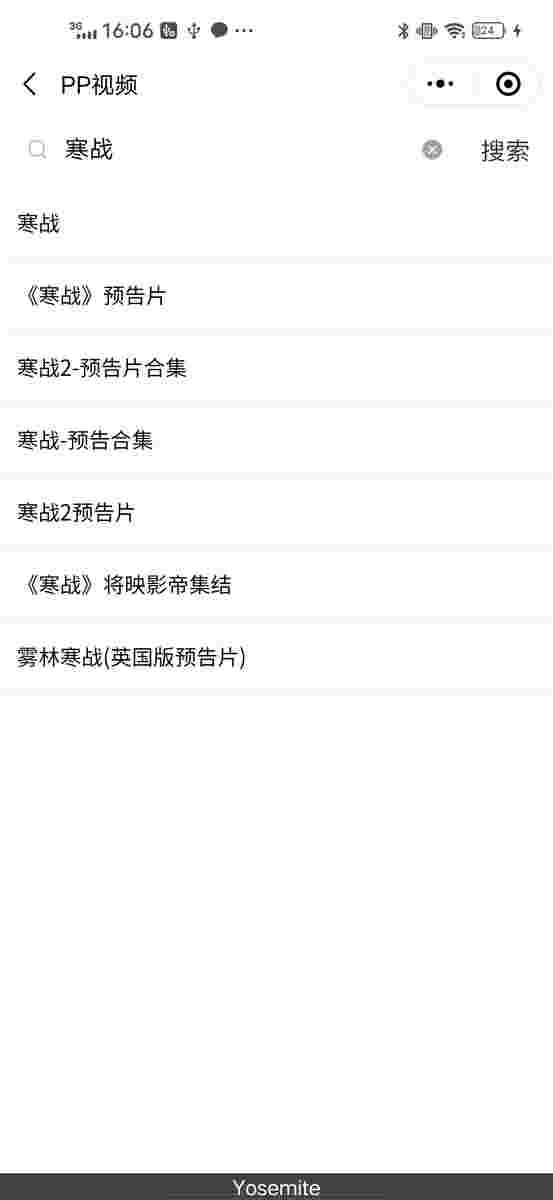 3G 16:06 24
PP视频
寒战 搜索
寒战
《寒战》预告片
寒战2-预告片合集
寒战-预告合集
寒战2预告片
《寒战》将映影帝集结
雾林寒战(英国版预告片)
Yosemite